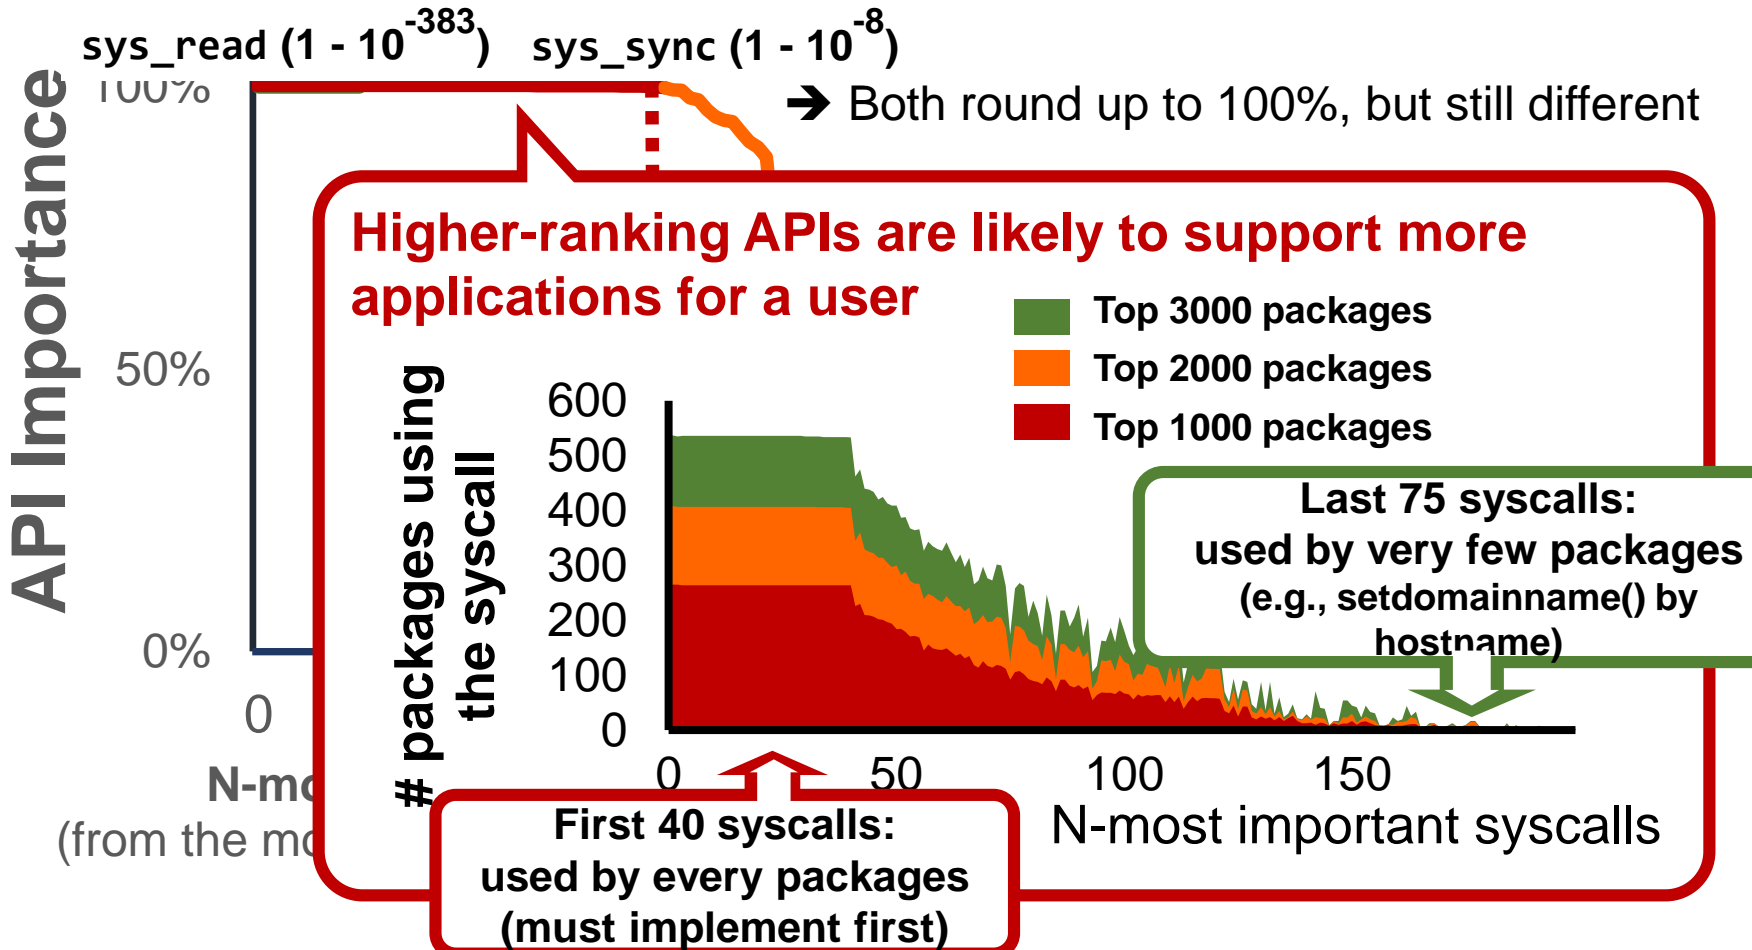 sys_read (1 - 10^-383) sys_sync (1 - 10^-8)
➔ Both round up to 100%, but still different
API Importance
100%
50%
0%
0
N-mo
(from the mo
Higher-ranking APIs are likely to support more
applications for a user
Top 3000 packages
Top 2000 packages
Top 1000 packages
# packages using
the syscall
600
500
400
300
200
100
0
0 50 100 150
N-most important syscalls
Last 75 syscalls:
used by very few packages
(e.g., setdomainname() by
hostname)
First 40 syscalls:
used by every packages
(must implement first)